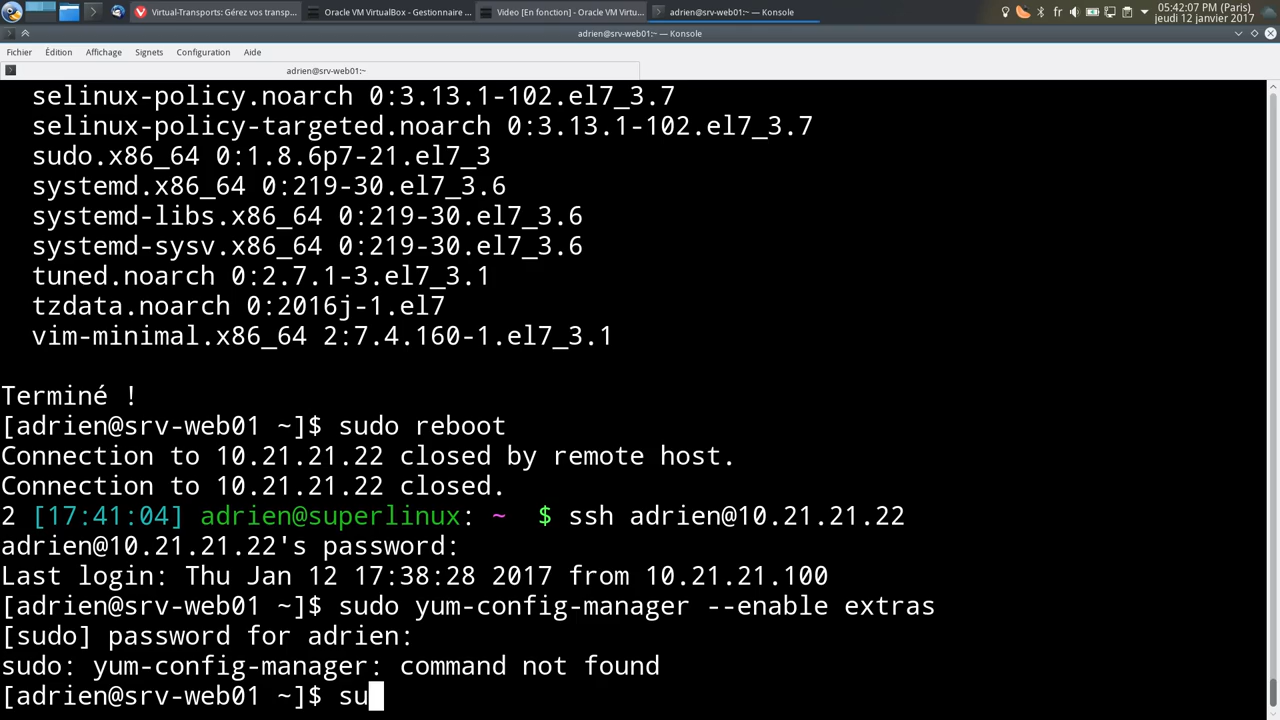 Virtual-Transports: Gérez vos transp...
Oracle VM VirtualBox - Gestionnaire ...
Video [En fonction] - Oracle VM Virtu...
adrien@srv-web01:~ — Konsole
fr
05:42:07 PM (Paris)
jeudi 12 janvier 2017
adrien@srv-web01:~ — Konsole
Fichier Édition Affichage Signets Configuration Aide
adrien@srv-web01:~
selinux-policy.noarch 0:3.13.1-102.el7_3.7
selinux-policy-targeted.noarch 0:3.13.1-102.el7_3.7
sudo.x86_64 0:1.8.6p7-21.el7_3
systemd.x86_64 0:219-30.el7_3.6
systemd-libs.x86_64 0:219-30.el7_3.6
systemd-sysv.x86_64 0:219-30.el7_3.6
tuned.noarch 0:2.7.1-3.el7_3.1
tzdata.noarch 0:2016j-1.el7
vim-minimal.x86_64 2:7.4.160-1.el7_3.1
Terminé !
[adrien@srv-web01 ~]$ sudo reboot
Connection to 10.21.21.22 closed by remote host.
Connection to 10.21.21.22 closed.
2 [17:41:04] adrien@superlinux: ~ $ ssh adrien@10.21.21.22
adrien@10.21.21.22's password:
Last login: Thu Jan 12 17:38:28 2017 from 10.21.21.100
[adrien@srv-web01 ~]$ sudo yum-config-manager --enable extras
[sudo] password for adrien:
sudo: yum-config-manager: command not found
[adrien@srv-web01 ~]$ su